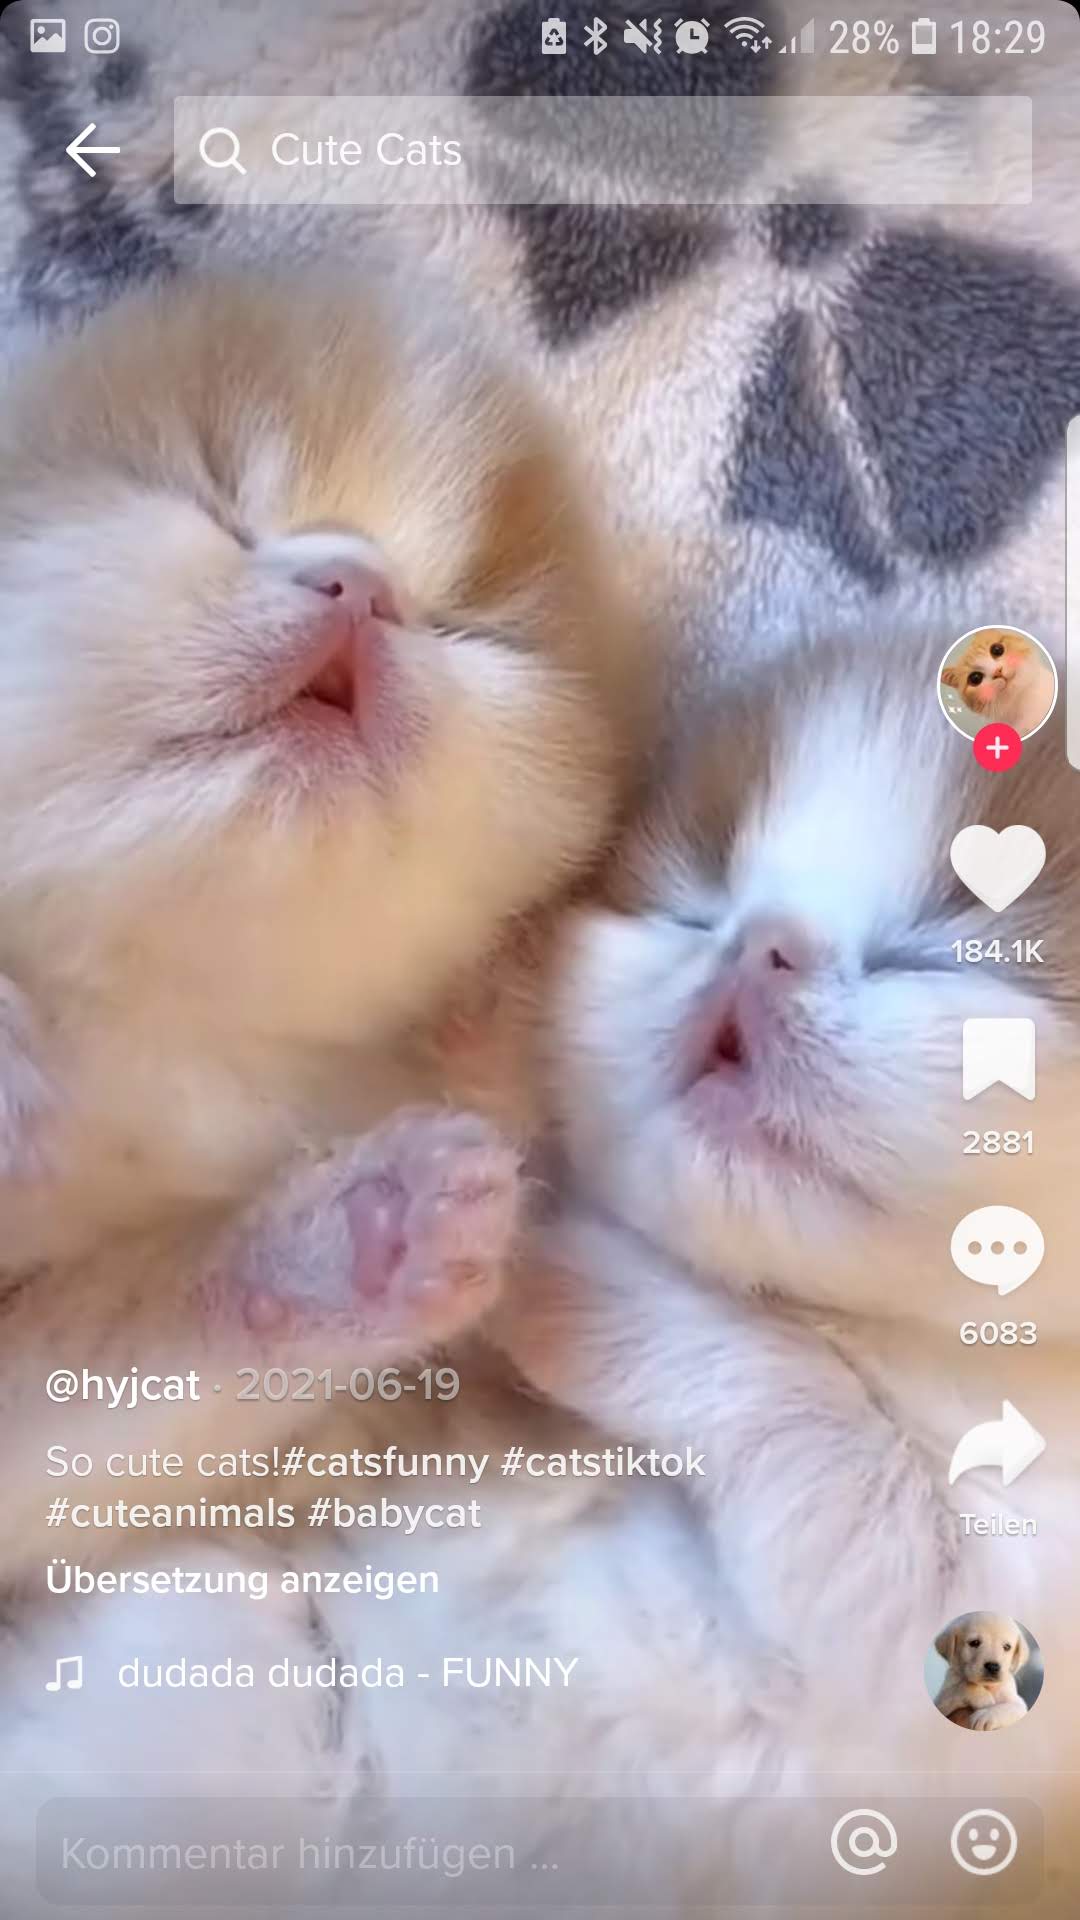 28% 18:29
Cute Cats
184.1K
2881
6083
@hyjcat · 2021-06-19
So cute cats!#catsfunny #catstiktok
#cuteanimals #babycat
Teilen
Übersetzung anzeigen
dudada dudada - FUNNY
Kommentar hinzufügen ...